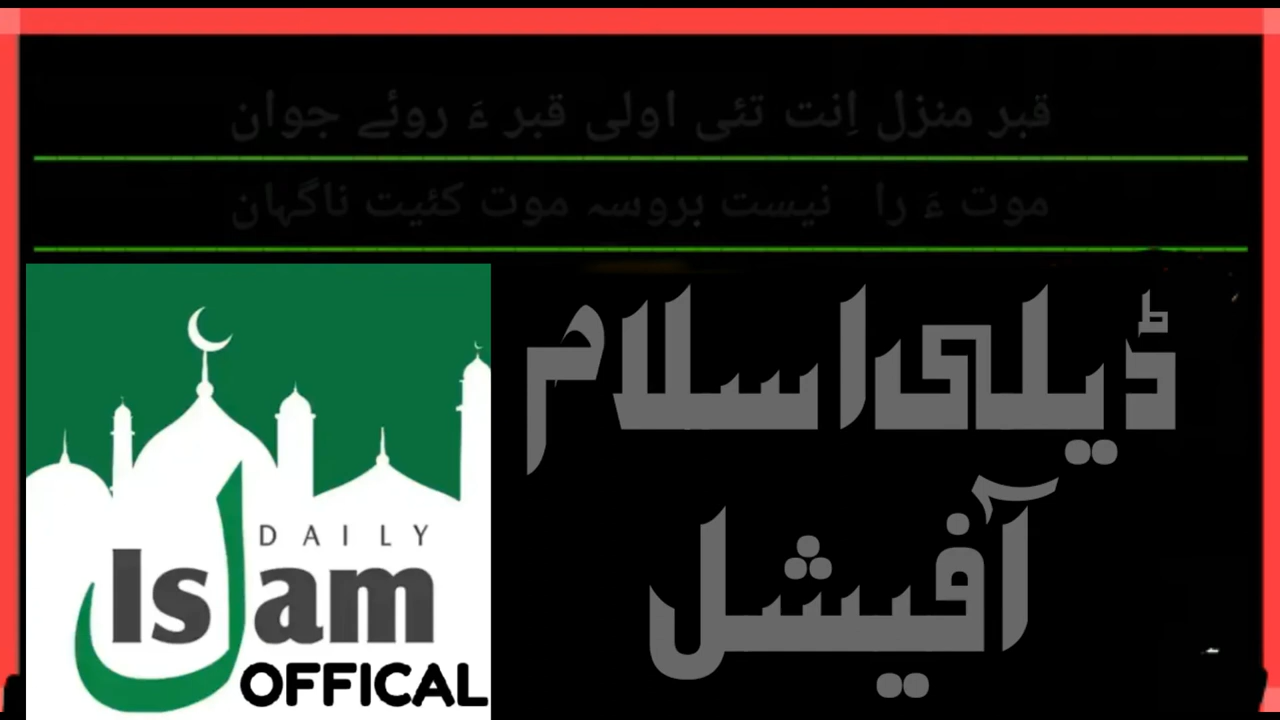 قبر منزل اِنت تئی اولی قبر ءَ روئے جوان
موت ءَ را نیست بروسہ موت کئیت ناگہان
ڈیلی اسلام
آفیشل
DAILY
Islam
OFFICAL